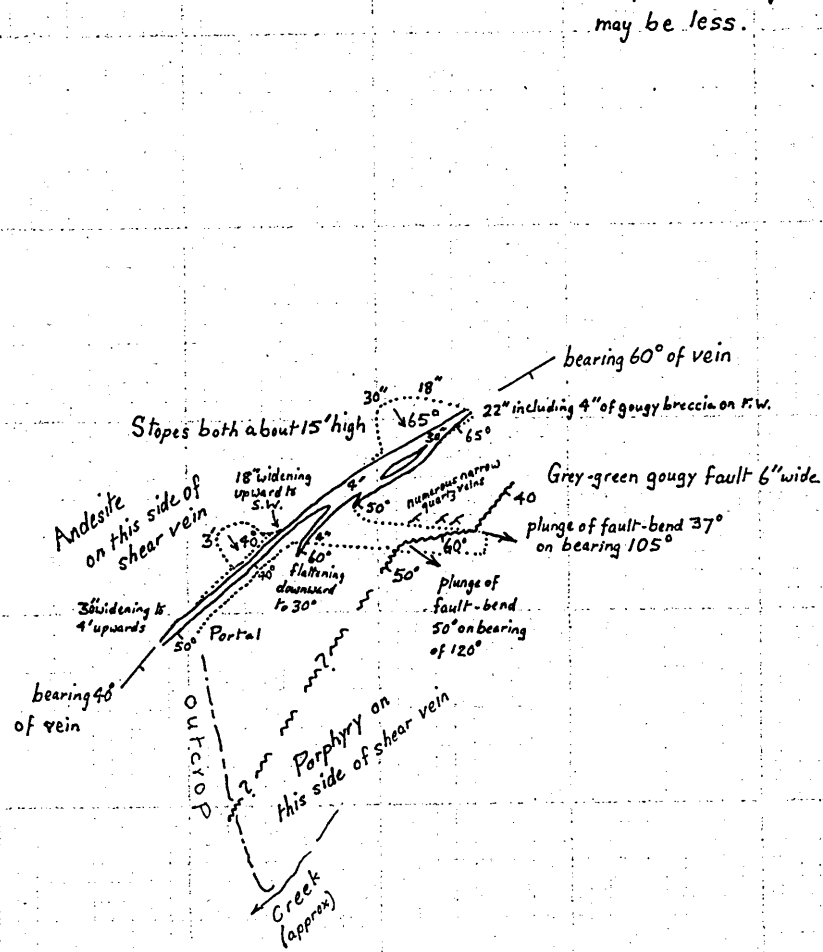 may be less.
bearing 60° of vein
30" 18"
65°
22" including 4" of gougy breccia on F.W.
Stopes both about 15' high
30"
65°
18" widening
upward to
S.W.
4"
50°
numerous narrow
quartz veins
Grey-green gougy fault 6" wide
40
Andesite
on this side of
shear vein
3'
40
4"
60°
flattening
downward
to 30°
40°
60°
50°
plunge of fault-bend 37°
on bearing 105°
plunge of
fault-bend
50° on bearing
of 120°
30" widening to
4' upwards
50°
Portal
bearing 40°
of vein
outcrop
?
?
Porphyry on
this side of shear vein
Creek
(approx)